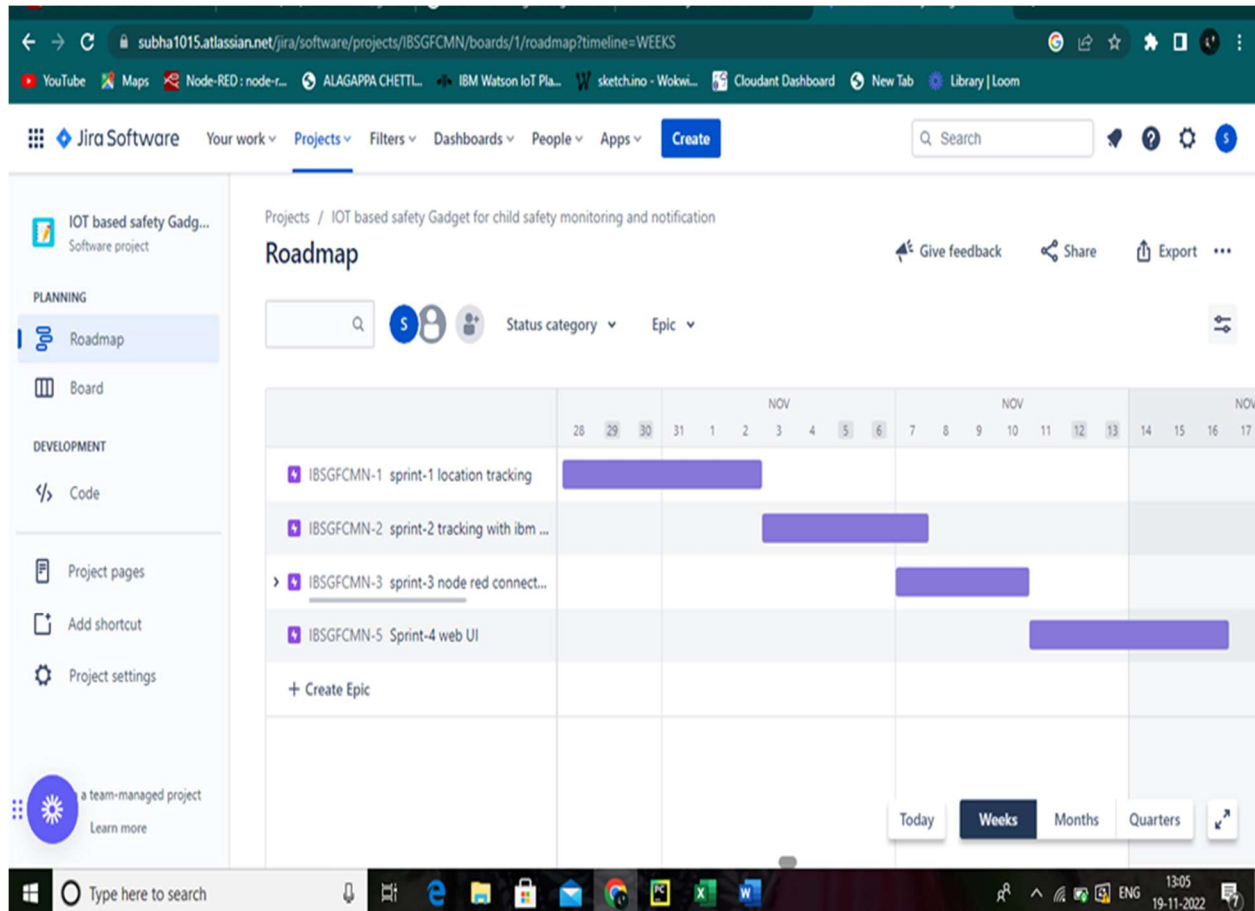 subha1015.atlassian.net/jira/software/projects/IBSGFCMN/boards/1/roadmap?timeline=WEEKS
YouTube Maps Node-RED : node-r... ALAGAPPA CHETTI... IBM Watson IoT Pla... sketch.ino - Wokwi... Cloudant Dashboard New Tab Library | Loom
Jira Software Your work Projects Filters Dashboards People Apps Create Search S
IOT based safety Gadg...
Software project
PLANNING
Roadmap
Board
DEVELOPMENT
Code
Project pages
Add shortcut
Project settings
a team-managed project
Learn more
Projects / IOT based safety Gadget for child safety monitoring and notification
Roadmap Give feedback Share Export
S Status category Epic
NOV NOV NOV
28 29 30 31 1 2 3 4 5 6 7 8 9 10 11 12 13 14 15 16 17
IBSGFCMN-1 sprint-1 location tracking
IBSGFCMN-2 sprint-2 tracking with ibm ...
IBSGFCMN-3 sprint-3 node red connect...
IBSGFCMN-5 Sprint-4 web UI
+ Create Epic
Today Weeks Months Quarters
Type here to search ENG 13:05
19-11-2022